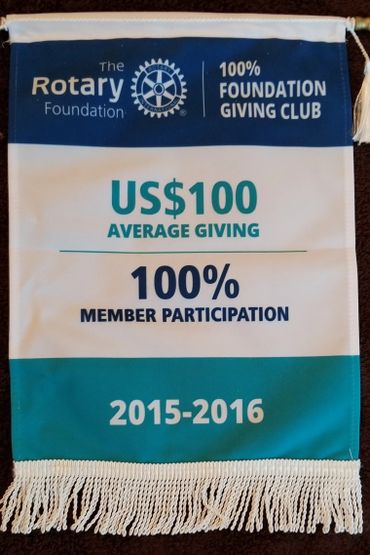 The
Rotary
Foundation
100%
FOUNDATION
GIVING CLUB
US$100
AVERAGE GIVING
100%
MEMBER PARTICIPATION
2015-2016